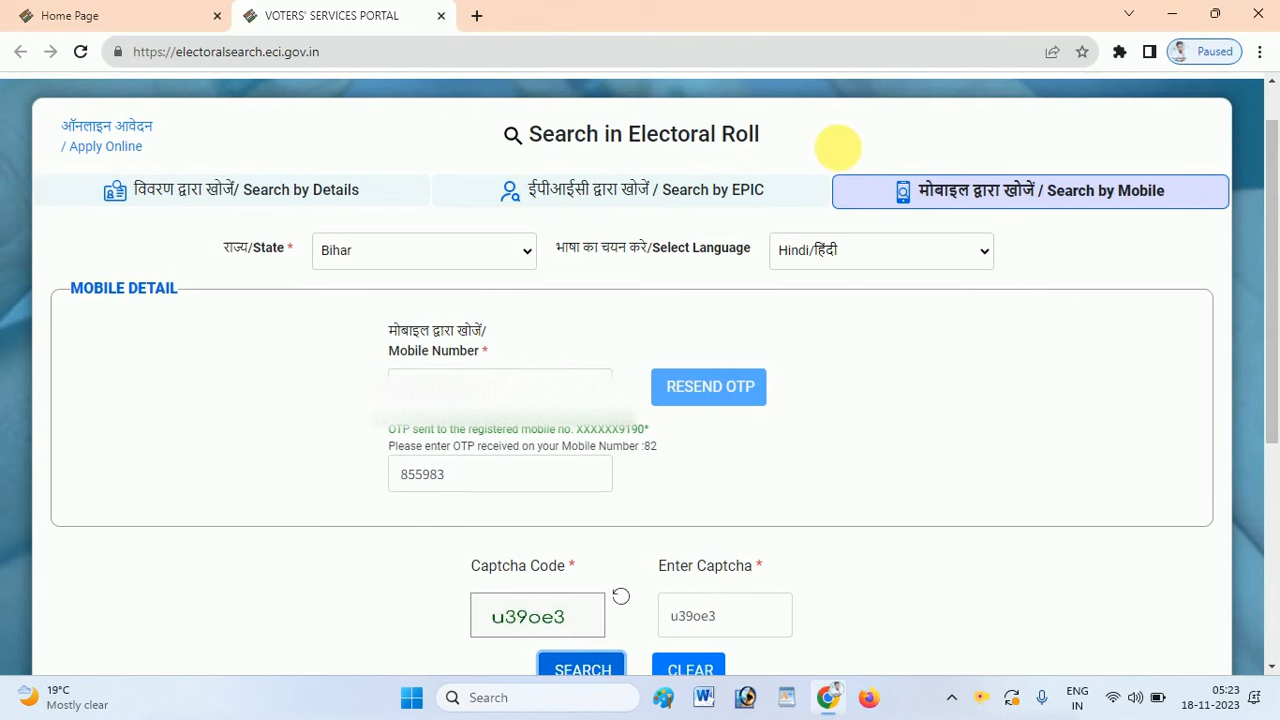 Home Page
VOTERS' SERVICES PORTAL
https://electoralsearch.eci.gov.in
Paused
ऑनलाइन आवेदन
/ Apply Online
Search in Electoral Roll
विवरण द्वारा खोजें/ Search by Details
ईपीआईसी द्वारा खोजें / Search by EPIC
मोबाइल द्वारा खोजें / Search by Mobile
राज्य/State *
Bihar
भाषा का चयन करे/Select Language
Hindi/हिंदी
MOBILE DETAIL
मोबाइल द्वारा खोजें/
Mobile Number *
RESEND OTP
OTP sent to the registered mobile no. XXXXXX9190*
Please enter OTP received on your Mobile Number :82
855983
Captcha Code *
Enter Captcha *
u39oe3
u39oe3
SEARCH
CLEAR
19°C
Mostly clear
Search
ENG
IN
05:23
18-11-2023